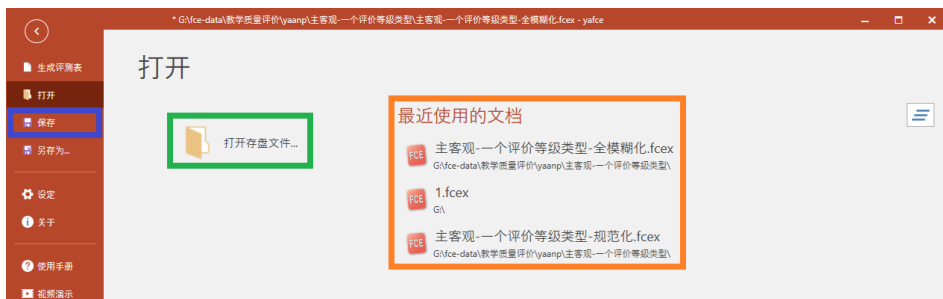 * G:\fce-data\教学质量评价\yaanp\主客观-一个评价等级类型\主客观-一个评价等级类型-全模糊化.fcex - yafce
生成评测表
打开
保存
另存为...
设定
关于
使用手册
视频演示
打开
打开存盘文件...
最近使用的文档
FCE
主客观-一个评价等级类型-全模糊化.fcex
G:\fce-data\教学质量评价\yaanp\主客观-一个评价等级类型\
FCE
1.fcex
G:\
FCE
主客观-一个评价等级类型-规范化.fcex
G:\fce-data\教学质量评价\yaanp\主客观-一个评价等级类型\